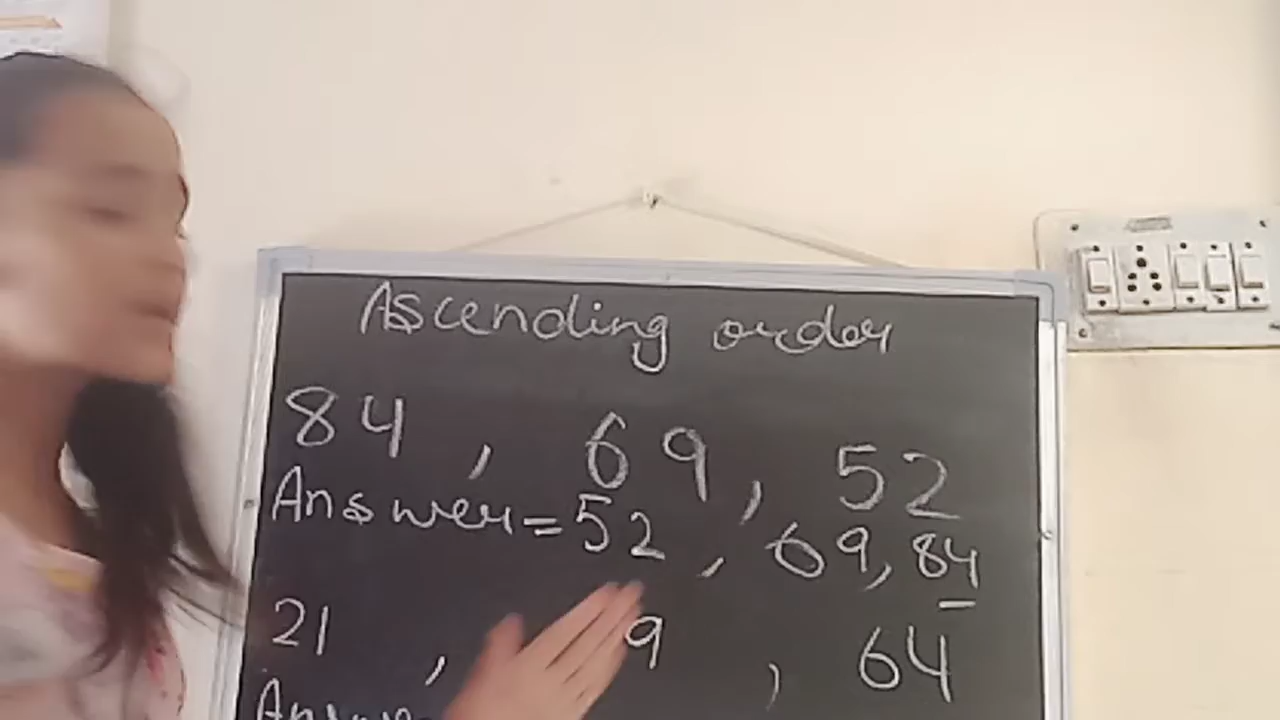 Ascending order
84, 69, 52
Answer=52, 69, 84
21, 9, 64